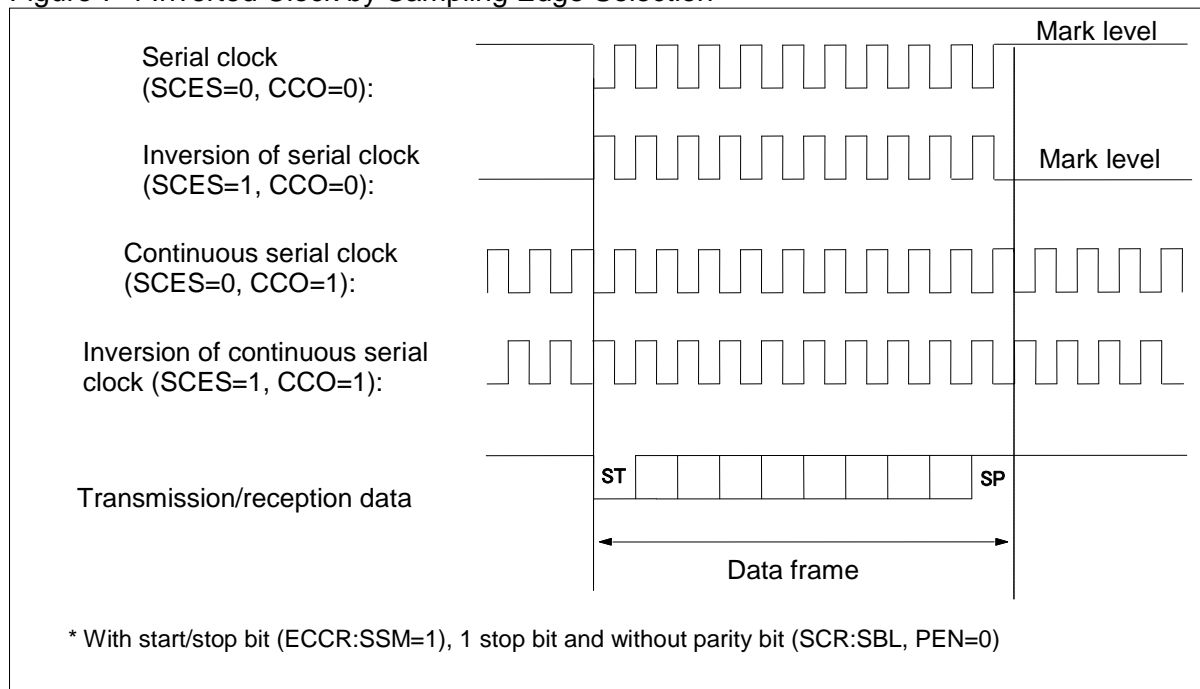 Mark level
Serial clock
(SCES=0, CCO=0):
Inversion of serial clock
(SCES=1, CCO=0):
Mark level
Continuous serial clock
(SCES=0, CCO=1):
Inversion of continuous serial
clock (SCES=1, CCO=1):
ST
SP
Transmission/reception data
Data frame
* With start/stop bit (ECCR:SSM=1), 1 stop bit and without parity bit (SCR:SBL, PEN=0)